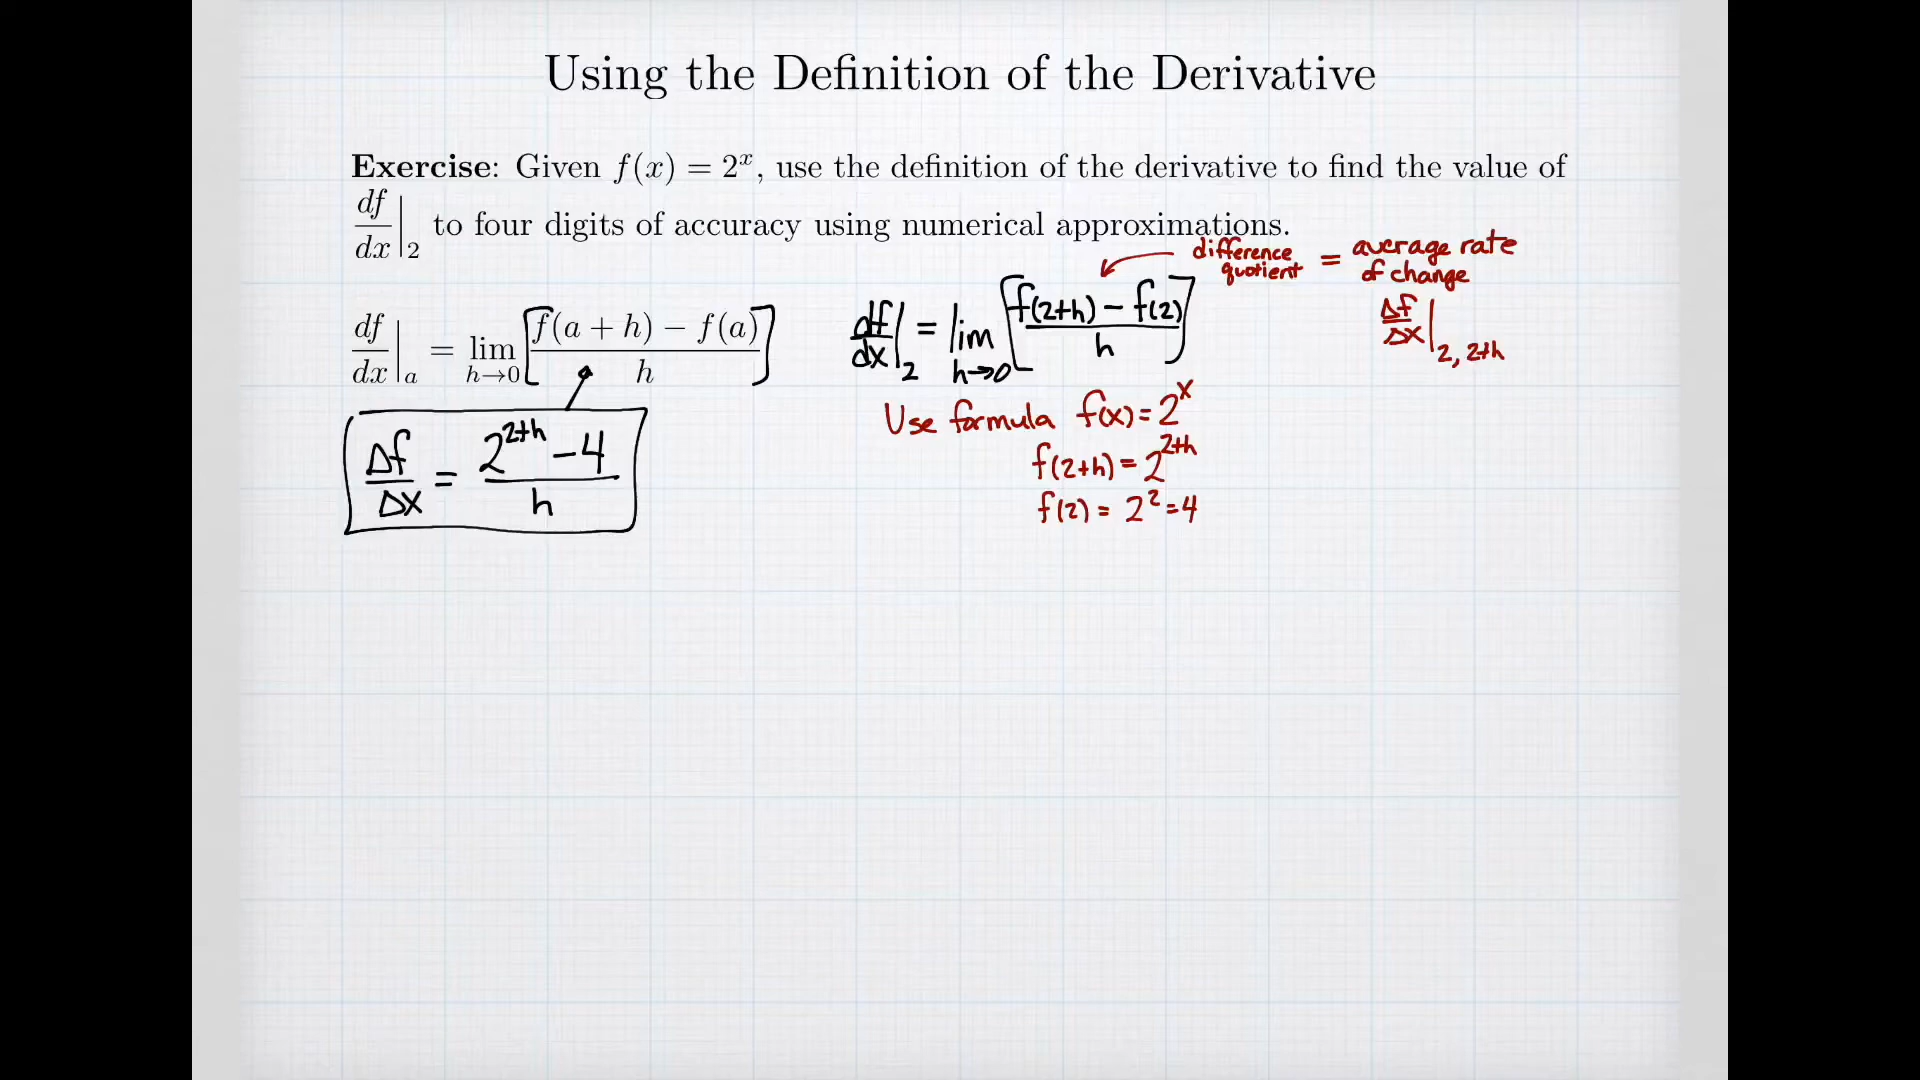 Using the Definition of the Derivative
Exercise: Given f(x) = 2^x, use the definition of the derivative to find the value of
df/dx|_2 to four digits of accuracy using numerical approximations.
difference quotient = average rate of change
Δf/Δx|_2, 2+h
df/dx|_a = lim_{h→0} [f(a + h) − f(a) / h]
df/dx|_2 = lim_{h→0} [f(2+h) − f(2) / h]
Δf/Δx = 2^{2+h} − 4 / h
Use formula f(x) = 2^x
f(2+h) = 2^{2+h}
f(2) = 2^2 = 4